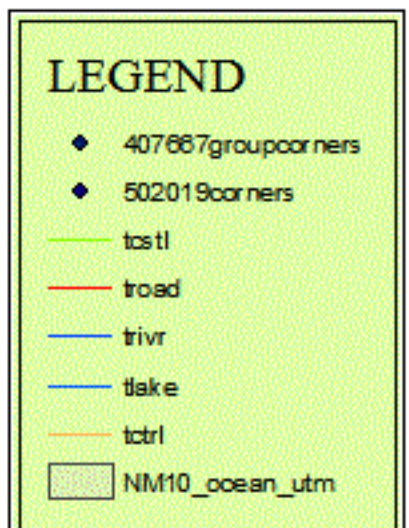 LEGEND
407667groupcorners
502019corners
tcstl
troad
trivr
tlake
tctrl
NM10_ocean_utm